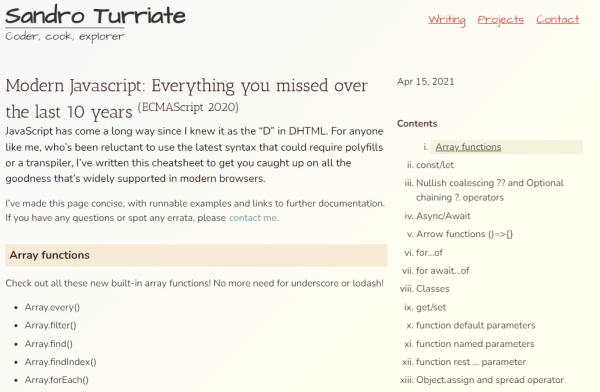 Sandro Turriate
Coder, cook, explorer
Writing Projects Contact
Modern Javascript: Everything you missed over
the last 10 years (ECMAScript 2020)
JavaScript has come a long way since I knew it as the “D” in DHTML. For anyone
like me, who’s been reluctant to use the latest syntax that could require polyfills
or a transpiler, I’ve written this cheatsheet to get you caught up on all the
goodness that’s widely supported in modern browsers.
I’ve made this page concise, with runnable examples and links to further documentation.
If you have any questions or spot any errata, please contact me.
Array functions
Check out all these new built-in array functions! No more need for underscore or lodash!
• Array.every()
• Array.filter()
• Array.find()
• Array.findIndex()
• Array.forEach()
Apr 15, 2021
Contents
i. Array functions
ii. const/let
iii. Nullish coalescing ?? and Optional
chaining ?. operators
iv. Async/Await
v. Arrow functions ()=>{}
vi. for...of
vii. for await...of
viii. Classes
ix. get/set
x. function default parameters
xi. function named parameters
xii. function rest ... parameter
xiii. Object.assign and spread operator